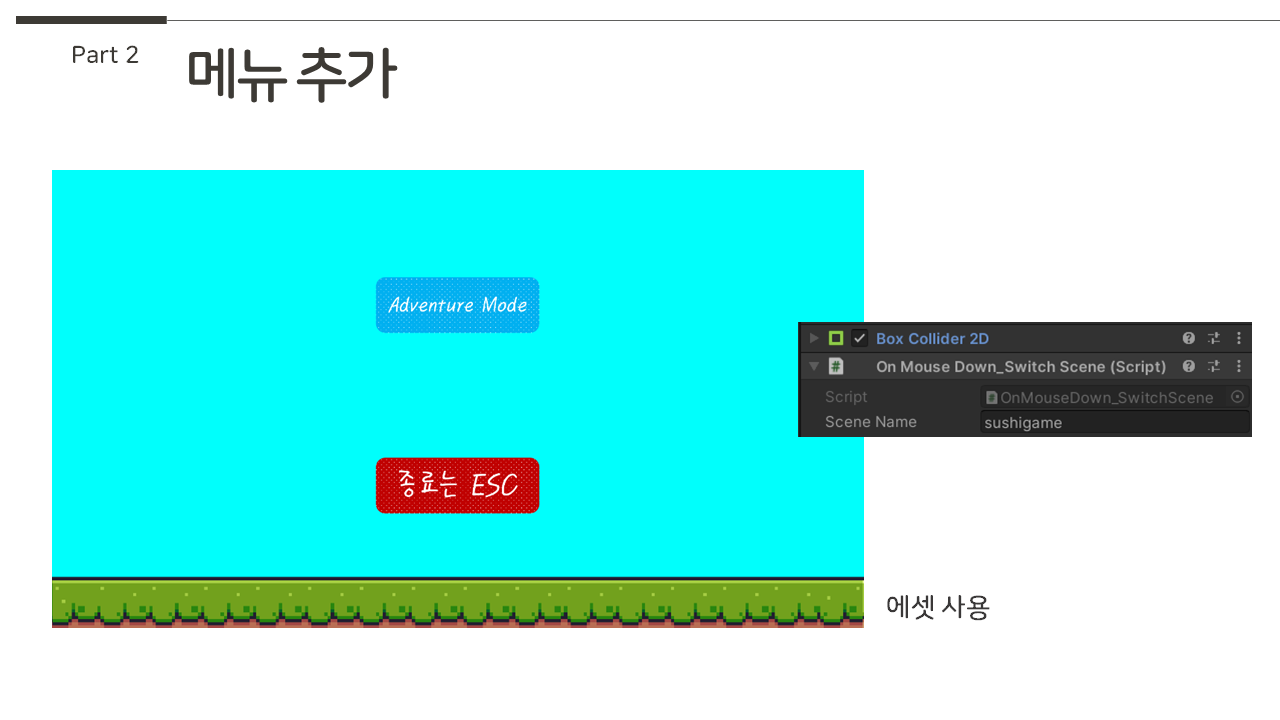 Part 2
메뉴 추가
Adventure Mode
Box Collider 2D
On Mouse Down_Switch Scene (Script)
Script
OnMouseDown_SwitchScene
Scene Name
sushigame
종료는 ESC
에셋 사용